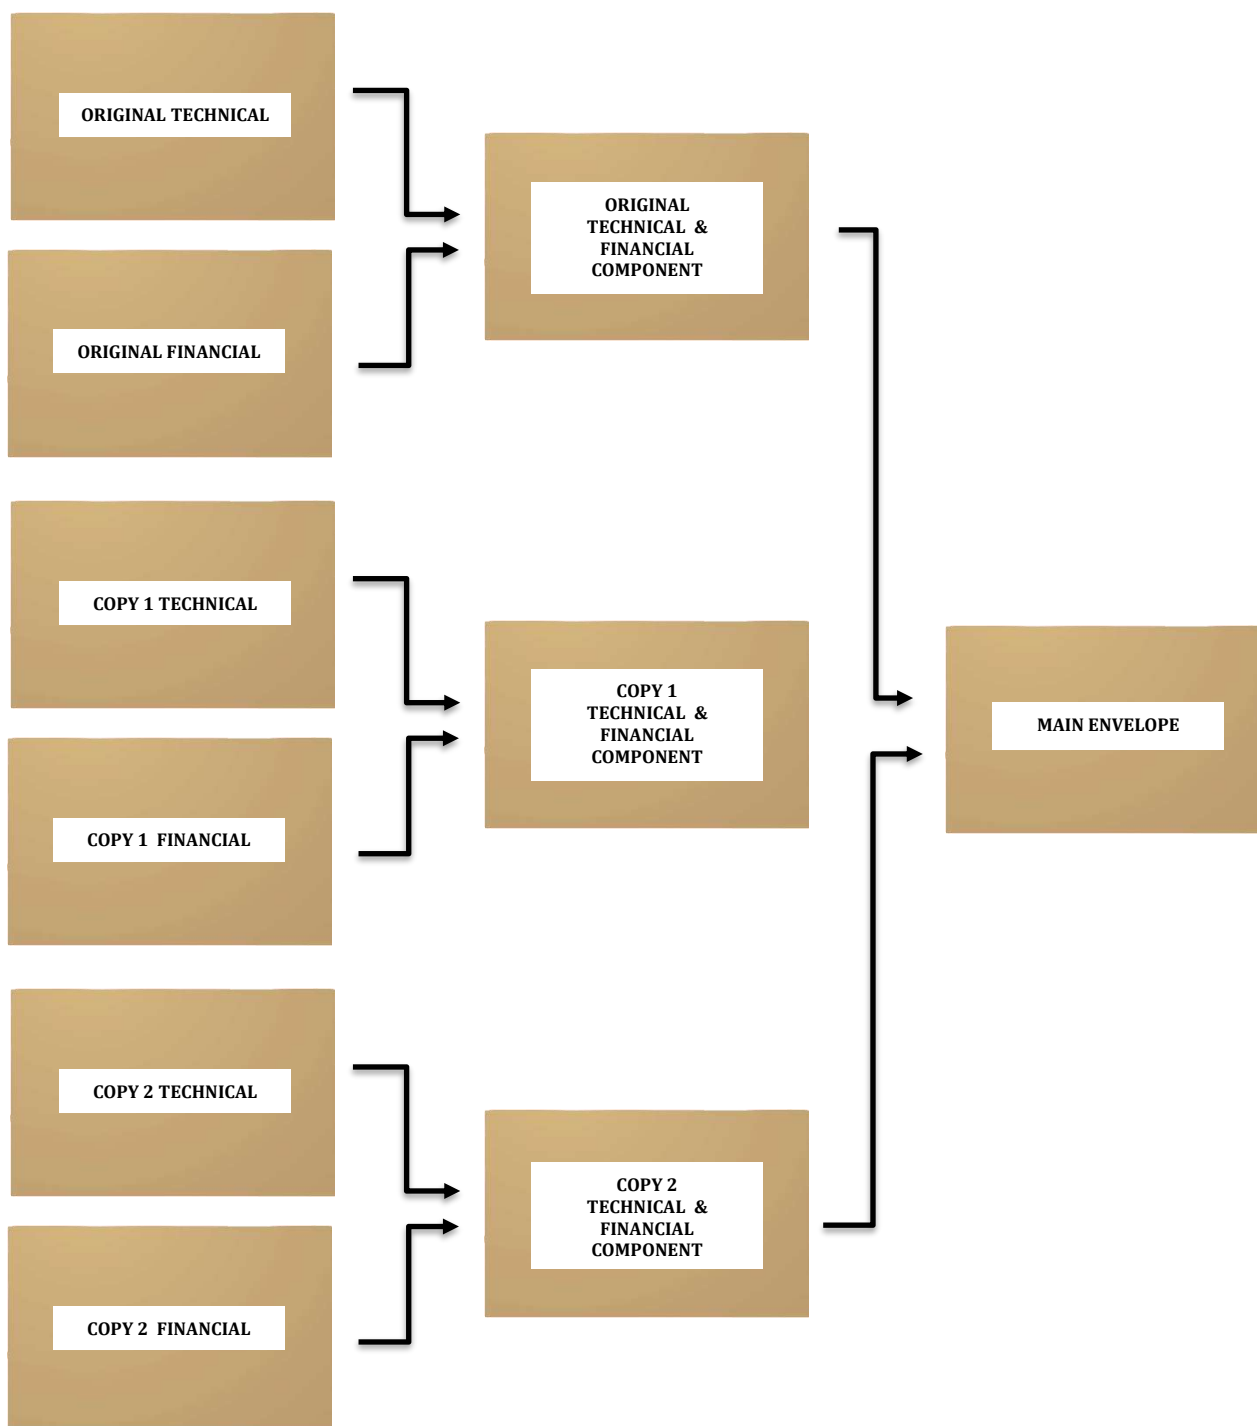 ORIGINAL TECHNICAL
ORIGINAL FINANCIAL
ORIGINAL
TECHNICAL &
FINANCIAL
COMPONENT
COPY 1 TECHNICAL
COPY 1 FINANCIAL
COPY 1
TECHNICAL &
FINANCIAL
COMPONENT
COPY 2 TECHNICAL
COPY 2 FINANCIAL
COPY 2
TECHNICAL &
FINANCIAL
COMPONENT
MAIN ENVELOPE